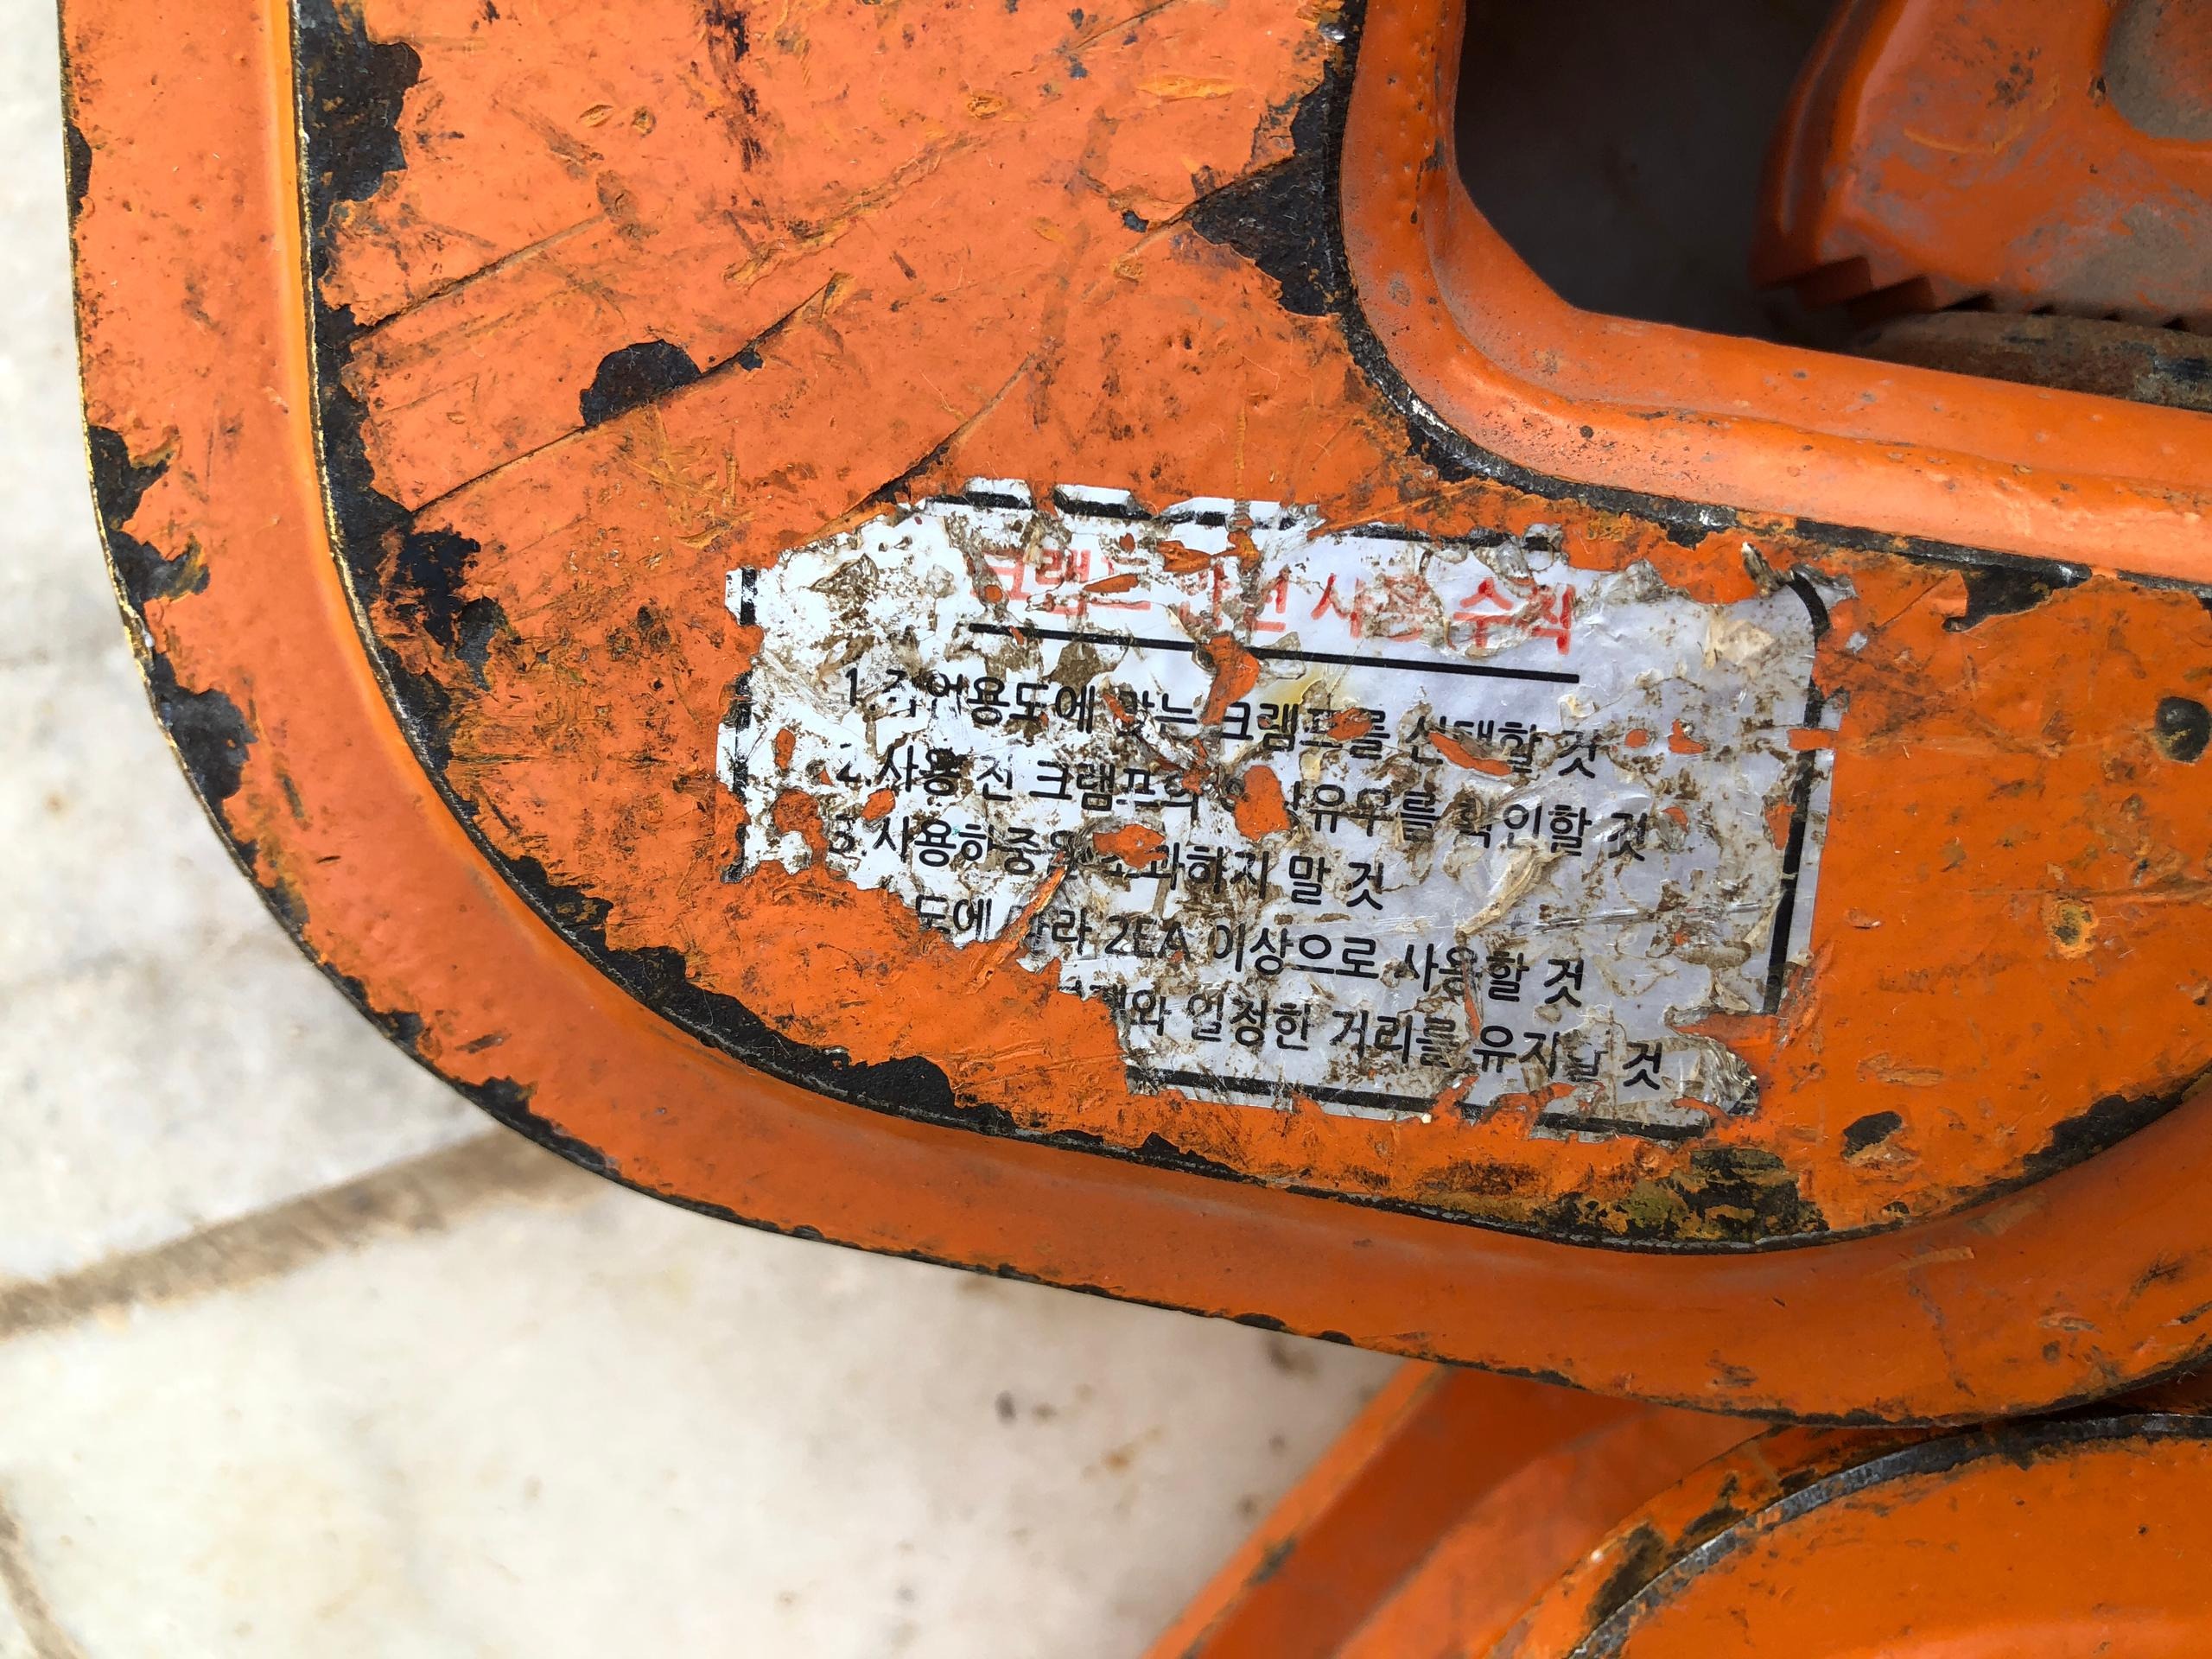 크램프 안전 사용 수칙
1.작업용도에 맞는 크램프를 선택할 것
2.사용 전 크램프의 유무를 확인할 것
3.사용하중을 초과하지 말 것
따라 2EA 이상으로 사용할 것
일정한 거리를 유지할 것